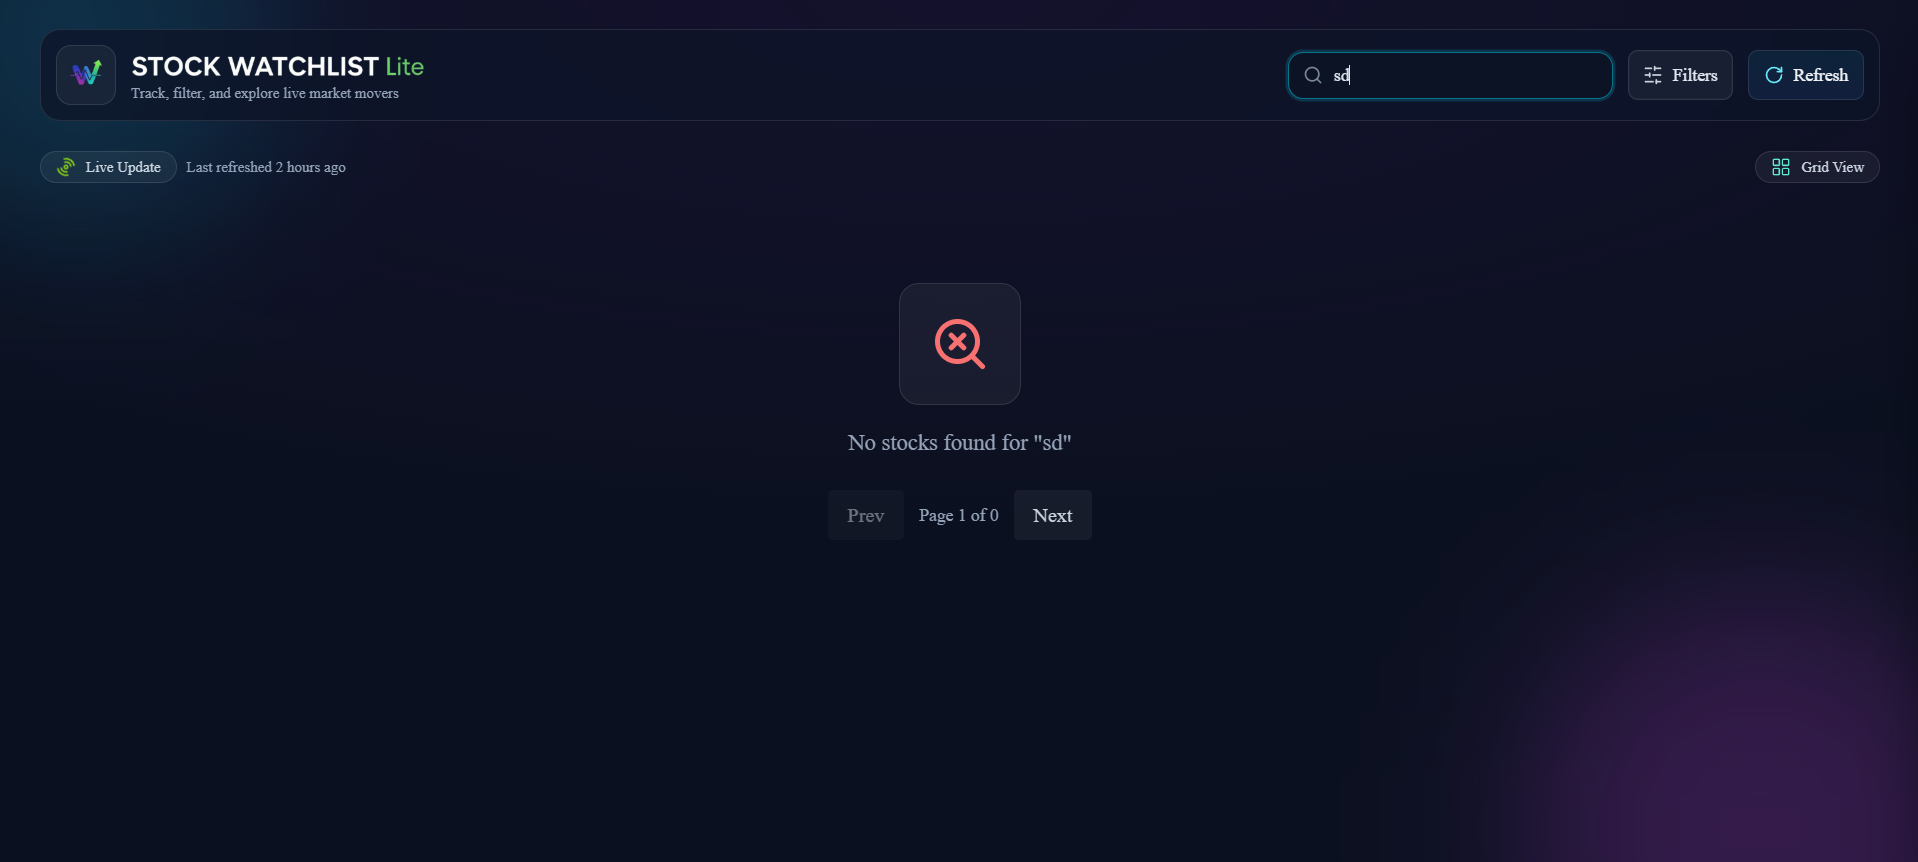 STOCK WATCHLIST Lite
Track, filter, and explore live market movers
sd
Filters
Refresh
Live Update
Last refreshed 2 hours ago
Grid View
No stocks found for "sd"
Prev
Page 1 of 0
Next